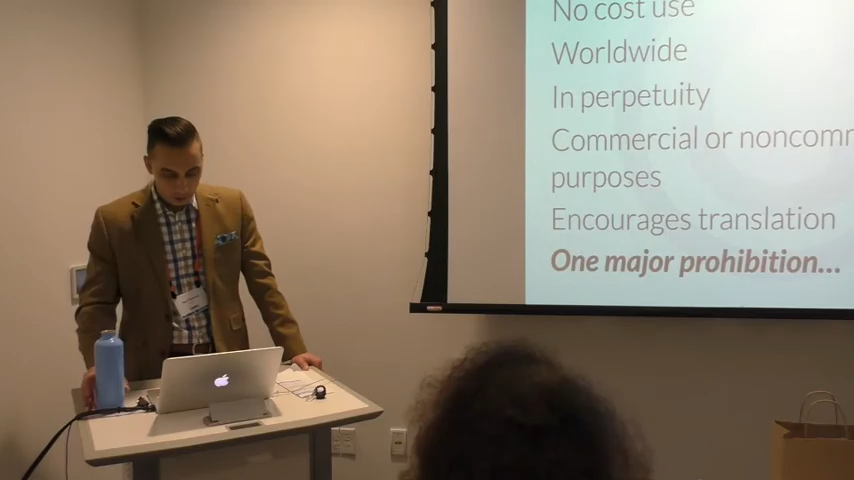 No cost use
Worldwide
In perpetuity
Commercial or noncomm
purposes
Encourages translation
One major prohibition...